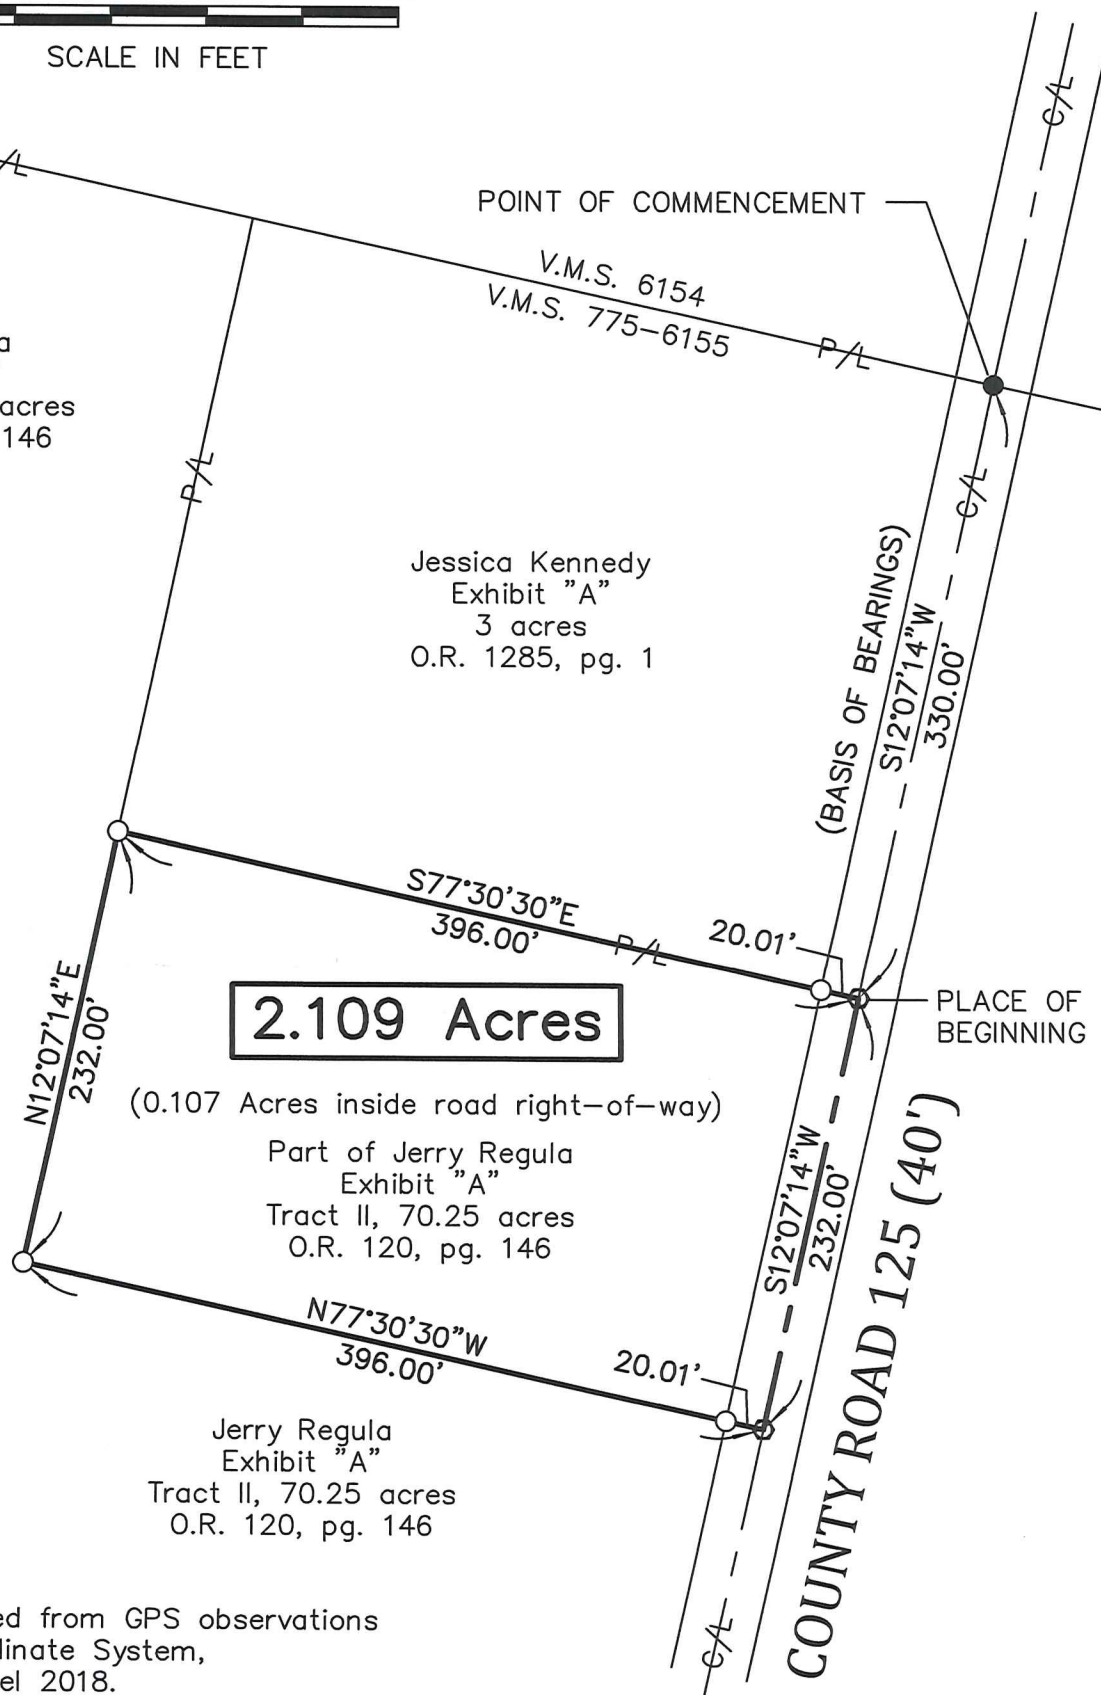 SCALE IN FEET
POINT OF COMMENCEMENT
C/L
V.M.S. 6154
V.M.S. 775-6155
P/L
acres
146
P/L
C/L
Jessica Kennedy
Exhibit "A"
3 acres
O.R. 1285, pg. 1
(BASIS OF BEARINGS)
S12°07'14"W
330.00'
S77°30'30"E
396.00'
P/L
20.01'
PLACE OF
BEGINNING
N12°07'14"E
232.00'
2.109 Acres
(0.107 Acres inside road right-of-way)
Part of Jerry Regula
Exhibit "A"
Tract II, 70.25 acres
O.R. 120, pg. 146
S12°07'14"W
232.00'
COUNTY ROAD 125 (40')
N77°30'30"W
396.00'
20.01'
Jerry Regula
Exhibit "A"
Tract II, 70.25 acres
O.R. 120, pg. 146
C/L
from GPS observations
System,
2018.